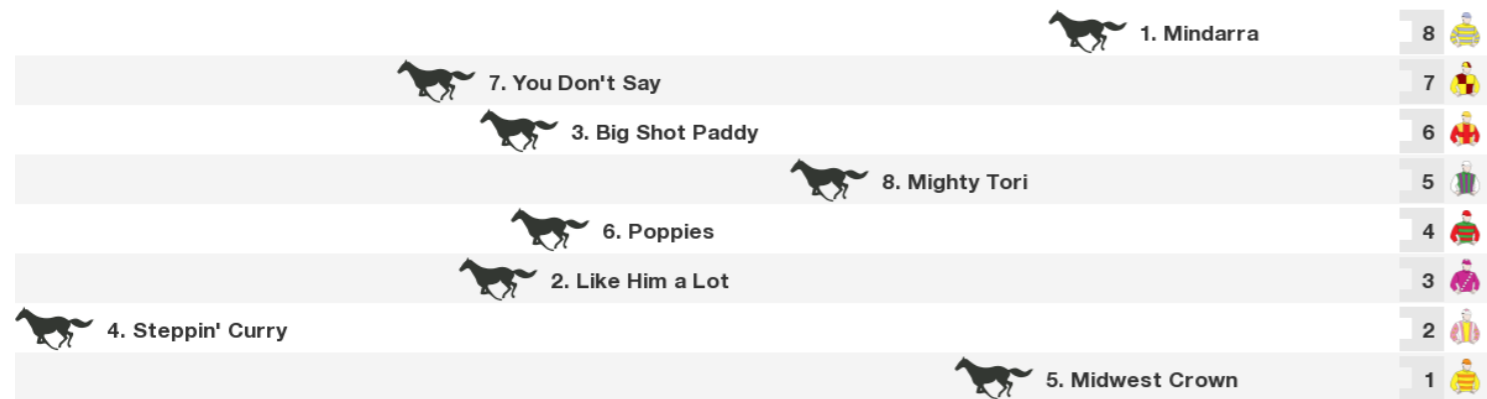 1. Mindarra 8
7. You Don't Say 7
3. Big Shot Paddy 6
8. Mighty Tori 5
6. Poppies 4
2. Like Him a Lot 3
4. Steppin' Curry 2
5. Midwest Crown 1